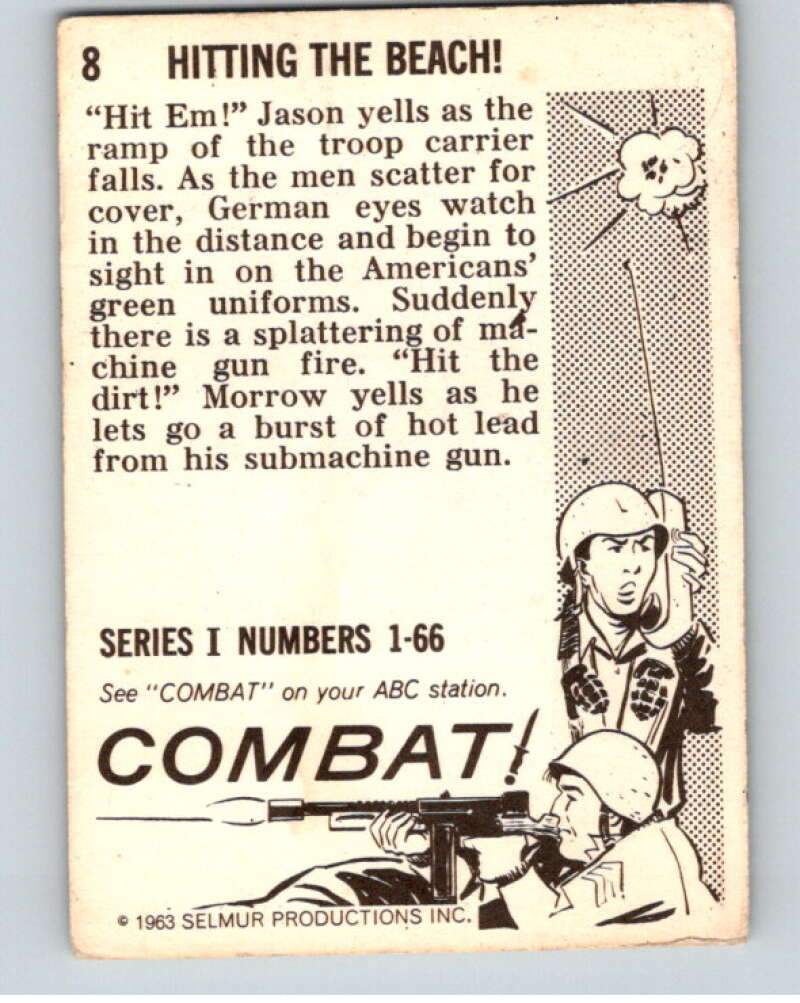 8 HITTING THE BEACH!
“Hit Em!” Jason yells as the
ramp of the troop carrier
falls. As the men scatter for
cover, German eyes watch
in the distance and begin to
sight in on the Americans’
green uniforms. Suddenly
there is a splattering of ma-
chine gun fire. “Hit the
dirt!” Morrow yells as he
lets go a burst of hot lead
from his submachine gun.
SERIES I NUMBERS 1-66
See "COMBAT" on your ABC station.
COMBAT!
© 1963 SELMUR PRODUCTIONS INC.